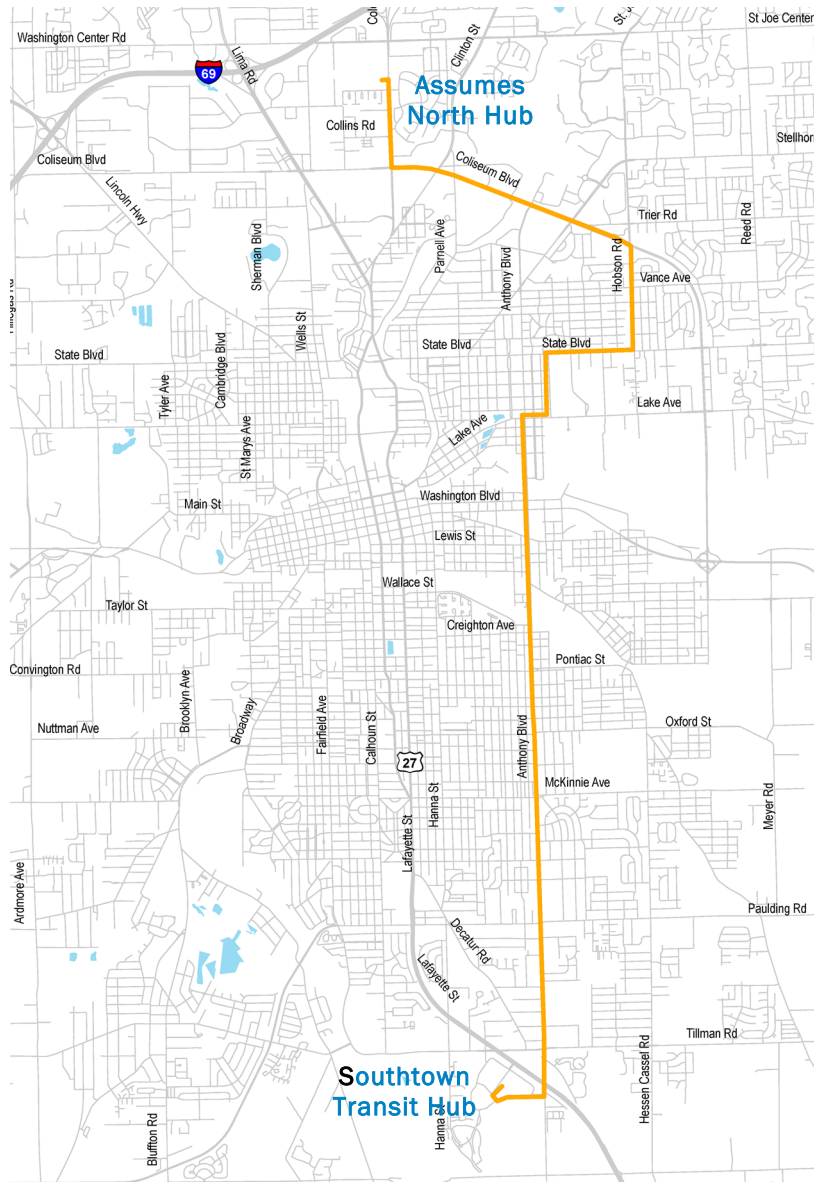 Washington Center Rd
Lima Rd
Clinton St
St Joe Center
69
Assumes
North Hub
Collins Rd
Coliseum Blvd
Coliseum Blvd
Lincoln Hwy
Trier Rd
Reed Rd
Sherman Blvd
Parnell Ave
Anthony Blvd
Hobson Rd
Vance Ave
Wells St
State Blvd
State Blvd
State Blvd
Cambridge Blvd
Tyler Ave
Lake Ave
Lake Ave
St Marys Ave
Main St
Washington Blvd
Lewis St
Wallace St
Taylor St
Creighton Ave
Pontiac St
Convington Rd
Brooklyn Ave
Broadway
Fairfield Ave
Calhoun St
Nuttman Ave
Oxford St
Anthony Blvd
27
McKinnie Ave
Hanna St
Meyer Rd
Lafayette St
Ardmore Ave
Paulding Rd
Decatur Rd
Lafayette St
Tillman Rd
Hessen Cassel Rd
Southtown
Transit Hub
Hanna S
Bluffton Rd